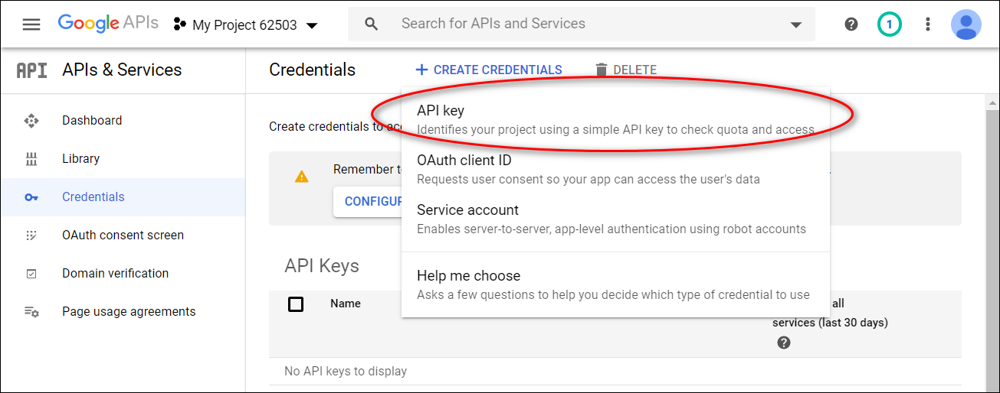 Google APIs
My Project 62503
Search for APIs and Services
1
API
APIs & Services
Credentials
CREATE CREDENTIALS
DELETE
Dashboard
Library
Credentials
OAuth consent screen
Domain verification
Page usage agreements
Create credentials to
API key
Identifies your project using a simple API key to check quota and access
OAuth client ID
Requests user consent so your app can access the user's data
Service account
Enables server-to-server, app-level authentication using robot accounts
Help me choose
Asks a few questions to help you decide which type of credential to use
Remember
API Keys
Name
all
services (last 30 days)
No API keys to display